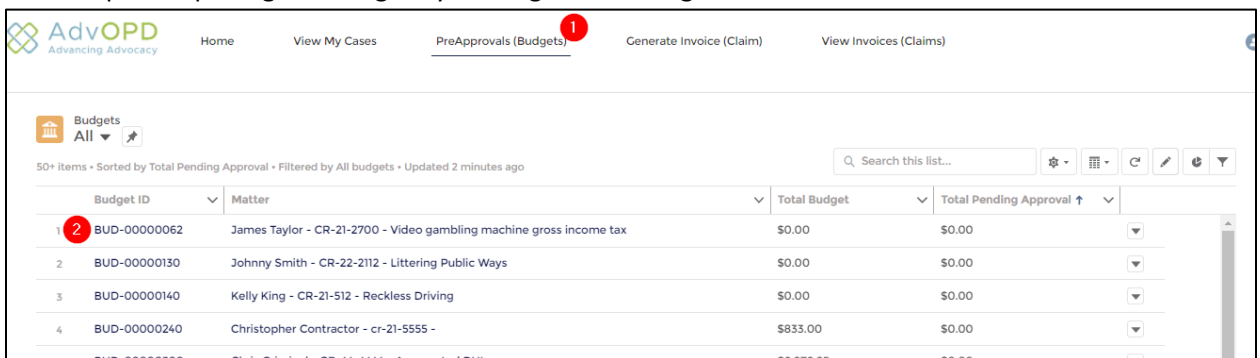 AdvOPD
Advancing Advocacy
Home View My Cases PreApprovals (Budgets) 1 Generate Invoice (Claim) View Invoices (Claims)
Budgets
All
50+ items • Sorted by Total Pending Approval • Filtered by All budgets • Updated 2 minutes ago Search this list...
Budget ID Matter Total Budget Total Pending Approval ↑
1 2 BUD-00000062 James Taylor - CR-21-2700 - Video gambling machine gross income tax $0.00 $0.00
2 BUD-00000130 Johnny Smith - CR-22-2112 - Littering Public Ways $0.00 $0.00
3 BUD-00000140 Kelly King - CR-21-512 - Reckless Driving $0.00 $0.00
4 BUD-00000240 Christopher Contractor - cr-21-5555 - $833.00 $0.00